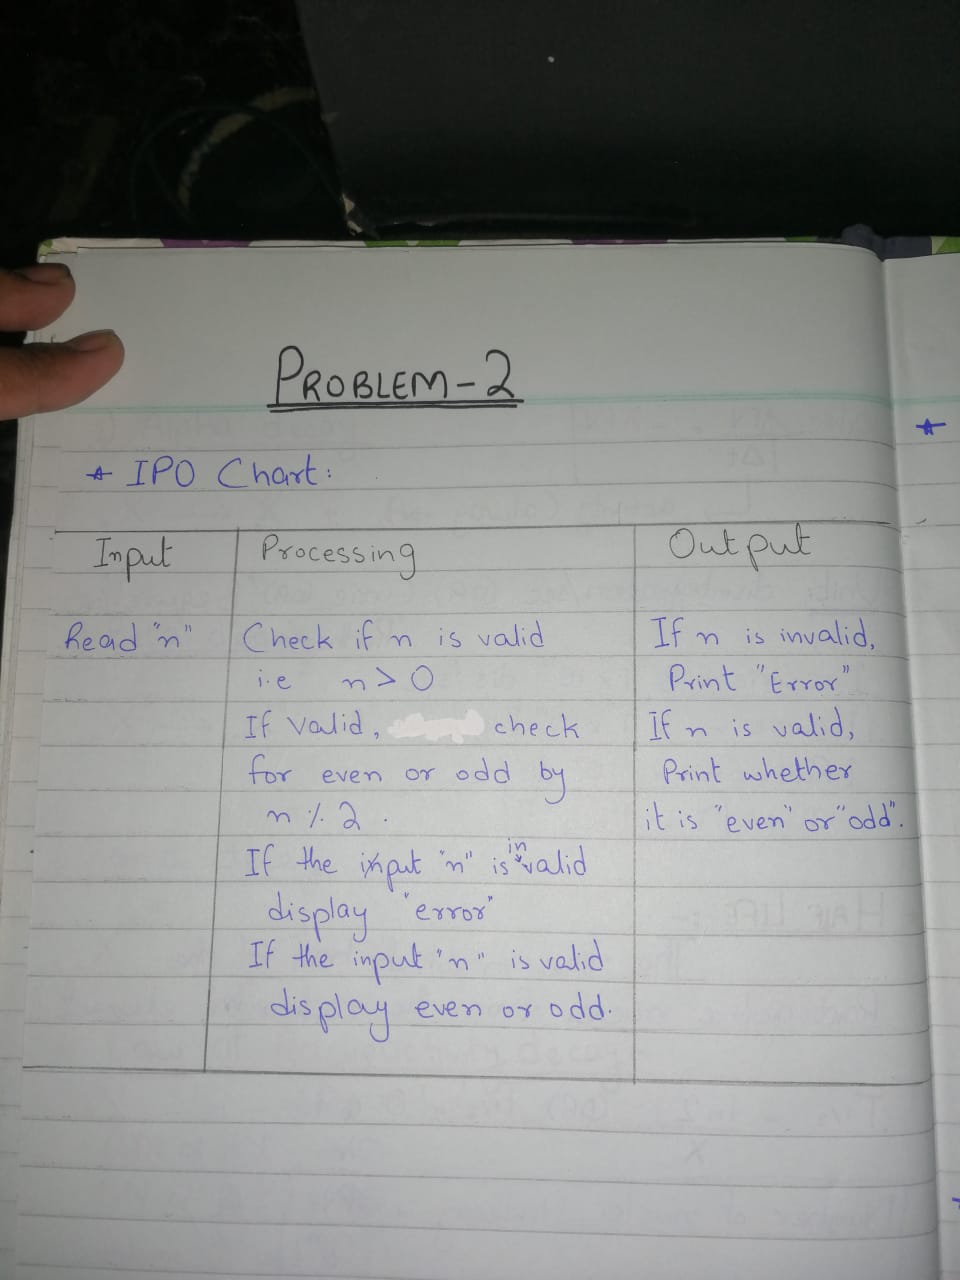 PROBLEM-2
* IPO Chart:
Input Processing Output
Read "n"
Check if n is valid
i.e n > 0
If Valid, check
for even or odd by
n % 2.
If the input "n" is invalid
display "error"
If the input "n" is valid
display even or odd.
If n is invalid,
Print "Error"
If n is valid,
Print whether
it is "even" or "odd".